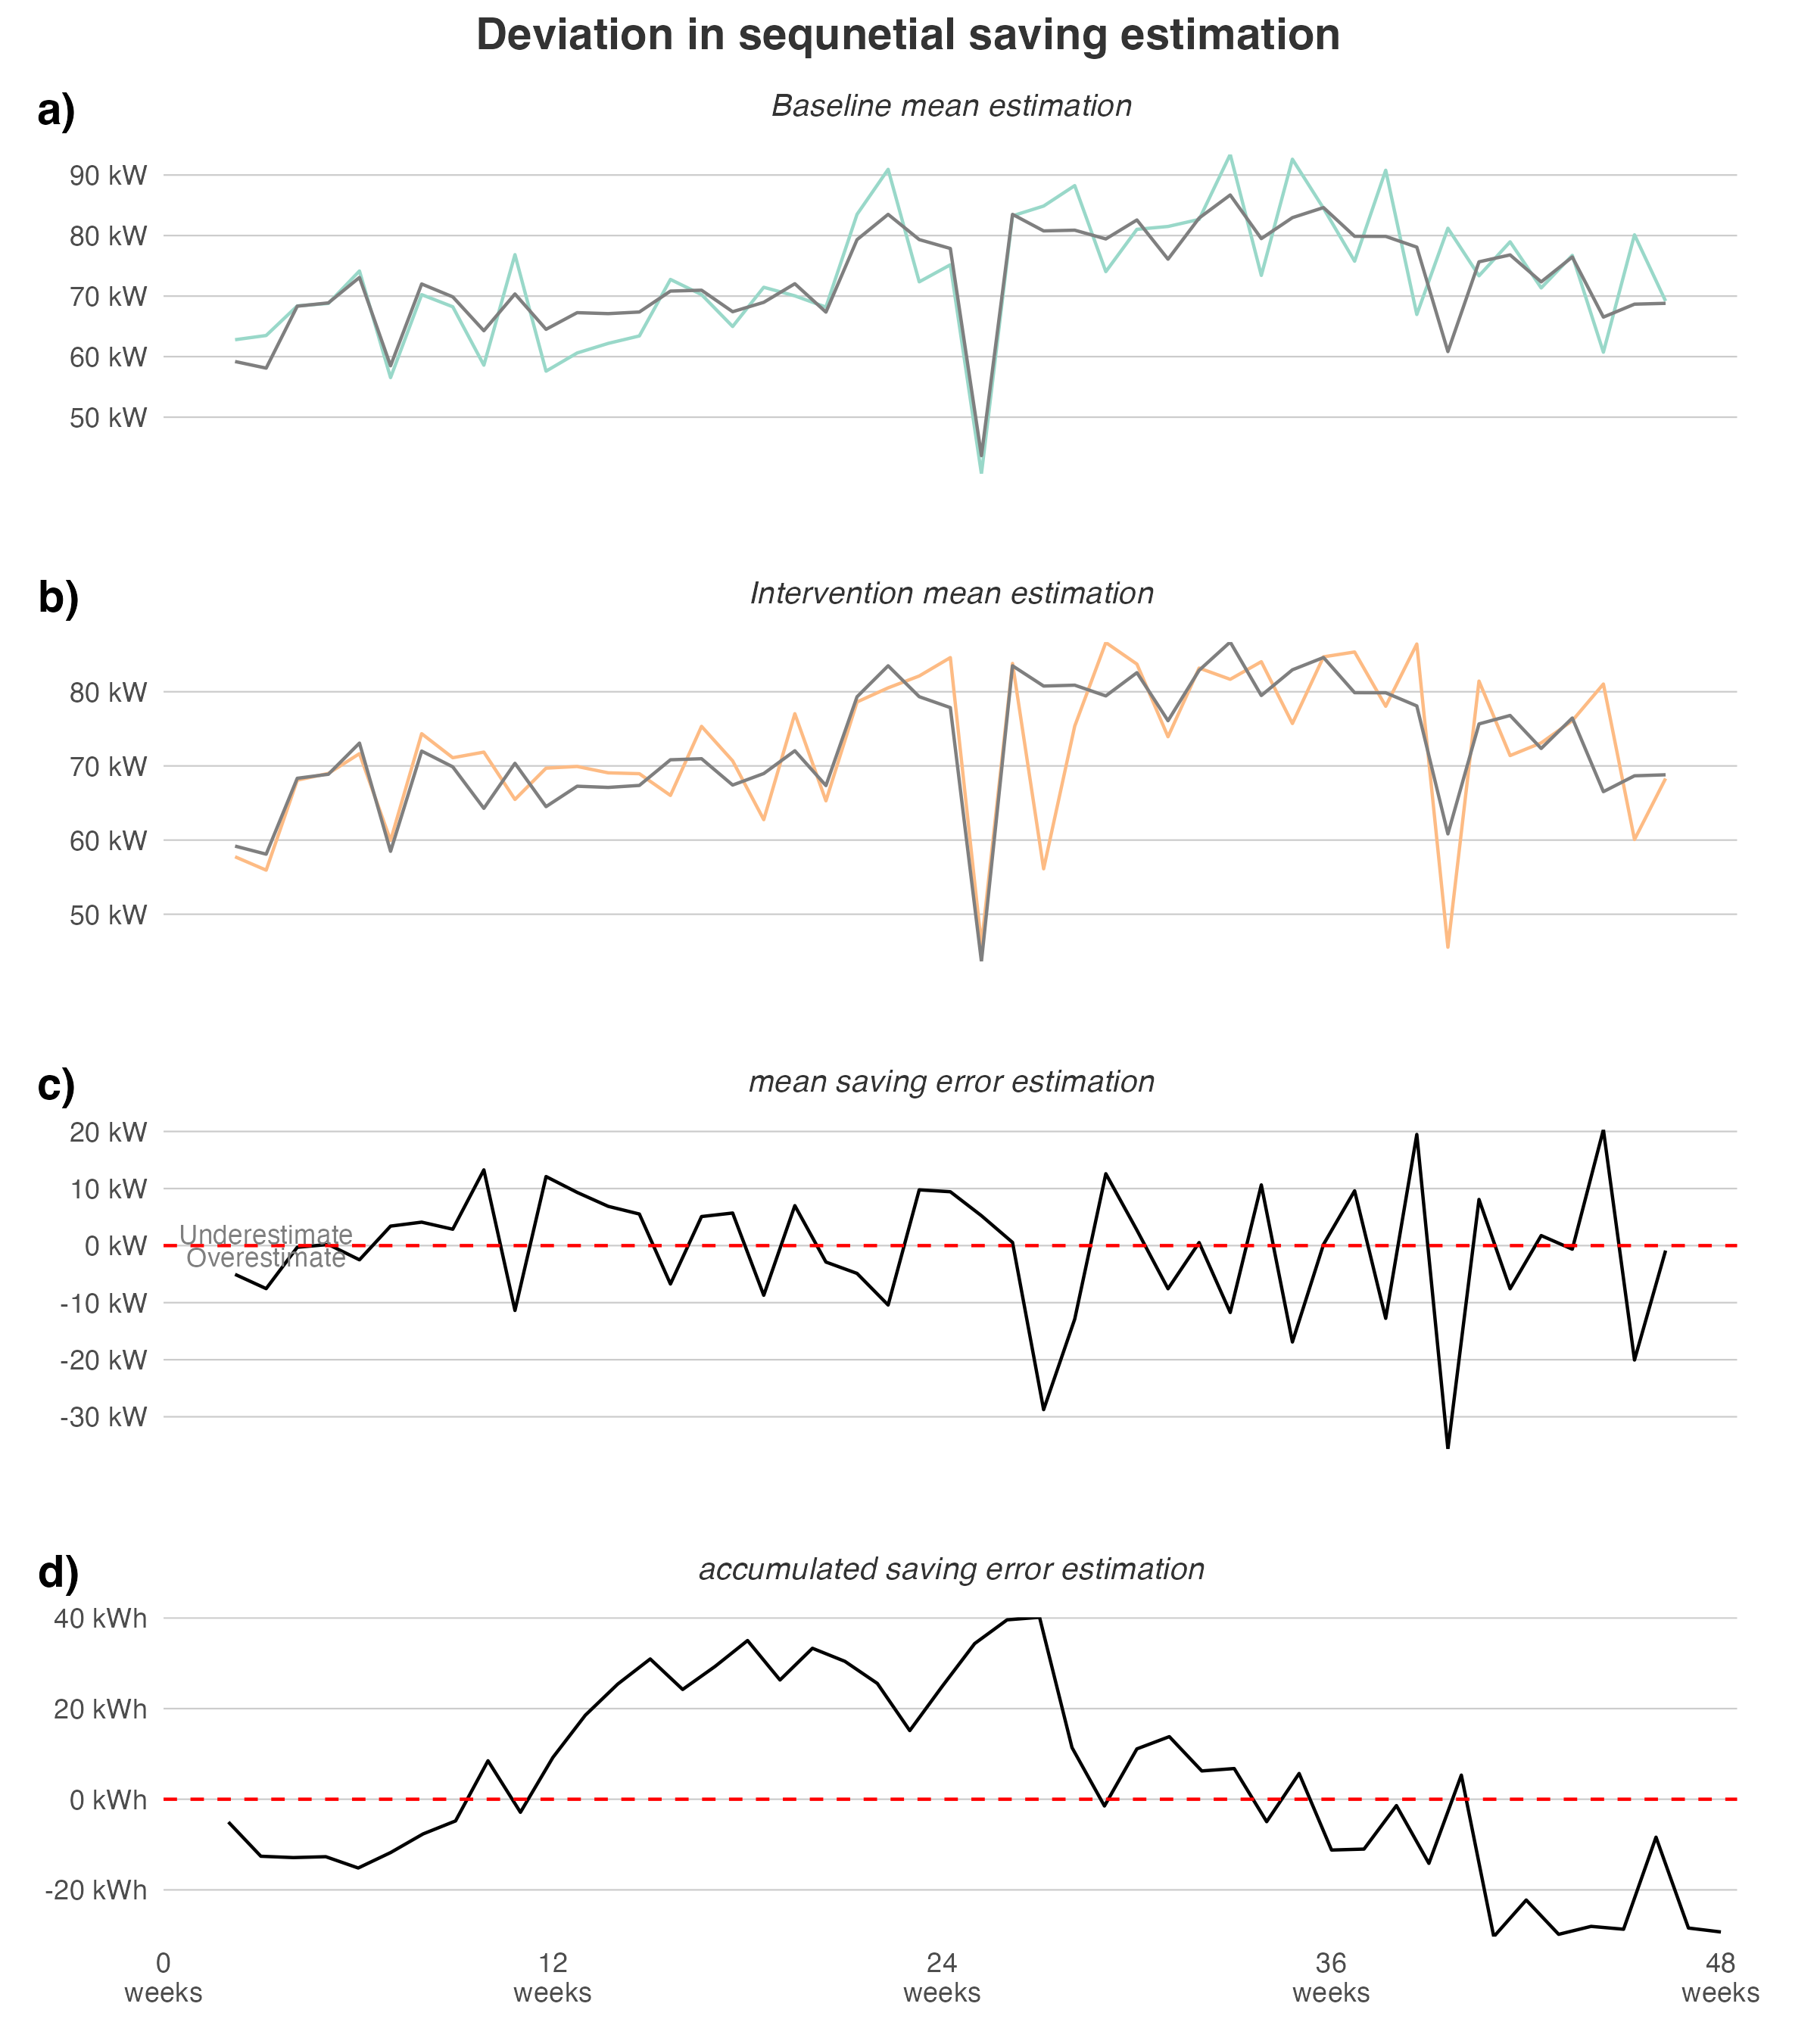 Deviation in sequnetial saving estimation
a)
Baseline mean estimation
90 kW
80 kW
70 kW
60 kW
50 kW
b)
Intervention mean estimation
80 kW
70 kW
60 kW
50 kW
c)
mean saving error estimation
20 kW
10 kW
Underestimate
0 kW
Overestimate
-10 kW
-20 kW
-30 kW
d)
accumulated saving error estimation
40 kWh
20 kWh
0 kWh
-20 kWh
0 12 24 36 48
weeks weeks weeks weeks weeks